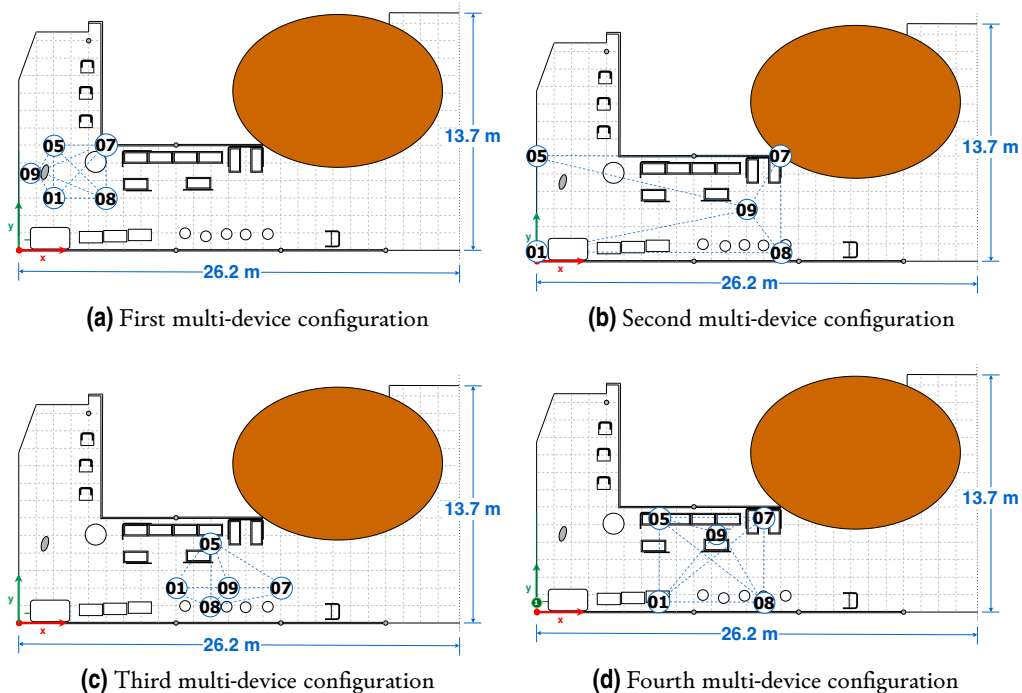 05
07
09
01
08
13.7 m
y
x
26.2 m
(a) First multi-device configuration
05
07
09
01
08
13.7 m
y
x
26.2 m
(b) Second multi-device configuration
05
01
09
07
08
13.7 m
y
x
26.2 m
(c) Third multi-device configuration
05
07
09
01
08
13.7 m
y
1
x
26.2 m
(d) Fourth multi-device configuration